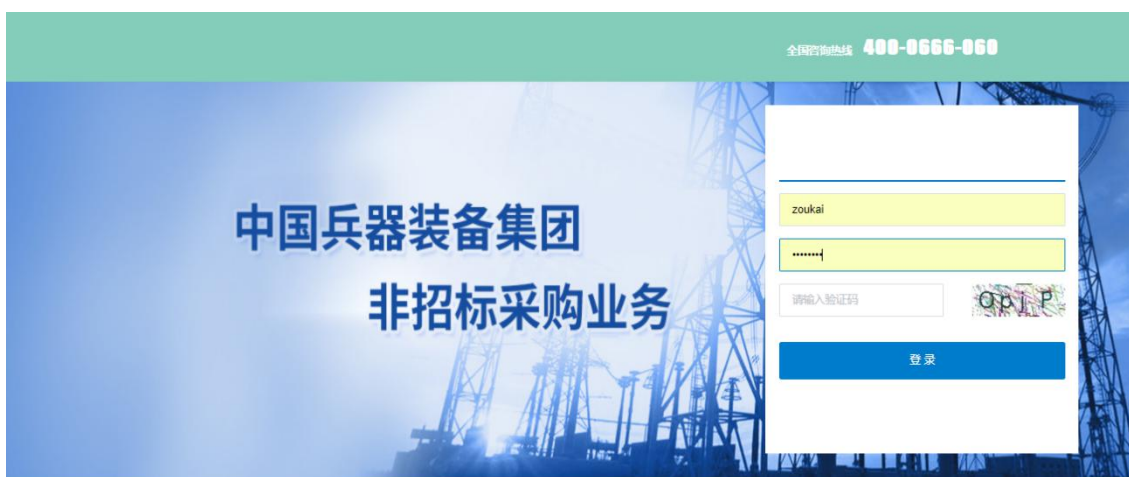 全国咨询热线 400-0666-060
中国兵器装备集团
非招标采购业务
zoukai
••••••••
请输入验证码
登录